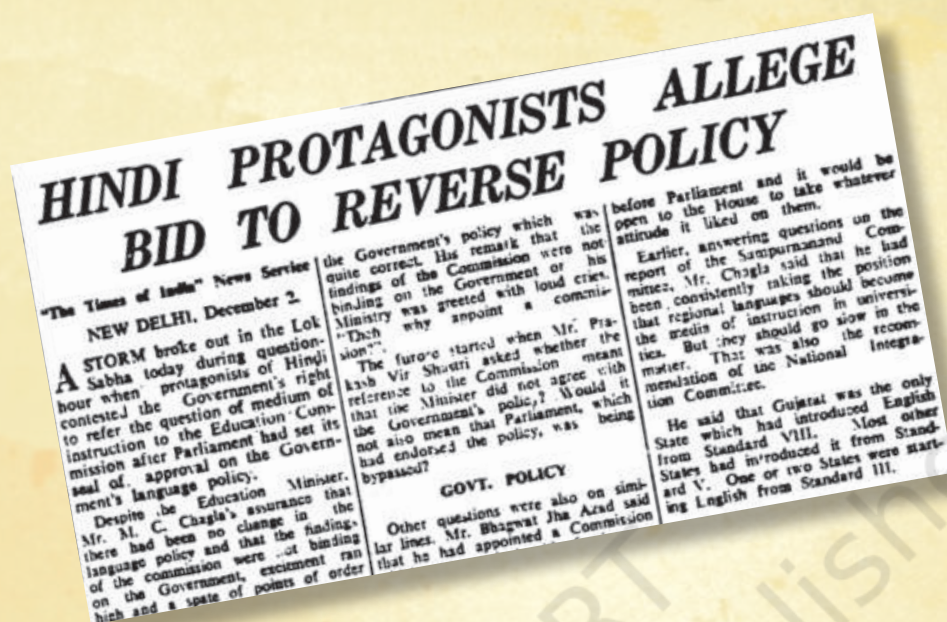 HINDI PROTAGONISTS ALLEGE
BID TO REVERSE POLICY
"The Times of India" News Service
NEW DELHI, December 2.
A STORM broke out in the Lok
Sabha today during question-
hour when protagonists of Hindi
contested the Government's right
to refer the question of medium of
instruction to the Education Com-
mission after Parliament had set its
seal of approval on the Govern-
ment's language policy.
Despite the Education Minister,
Mr. M. C. Chagla's assurance that
there had been no change in the
language policy and that the findings
of the commission were not binding
on the Government, excitement ran
high and a spate of points of order
the Government's policy which was
quite correct. His remark that the
findings of the Commission were not
binding on the Government or his
Ministry was greeted with loud cries.
"Then why appoint a commis-
sion?".
The furore started when Mr. Pra-
kash Vir Shastri asked whether the
reference to the Commission meant
that the Minister did not agree with
the Government's policy? Would it
not also mean that Parliament, which
had endorsed the policy, was being
bypassed?
GOVT. POLICY
Other questions were also on simi-
lar lines. Mr. Bhagwat Jha Azad said
that he had appointed a Commission
before Parliament and it would be
open to the House to take whatever
attitude it liked on them.
Earlier, answering questions on the
report of the Sampurnanand Com-
mittee, Mr. Chagla said that he had
been consistently taking the position
that regional languages should become
the media of instruction in universi-
ties. But they should go slow in the
matter. That was also the recom-
mendation of the National Integra-
tion Committee.
He said that Gujarat was the only
State which had introduced English
from Standard VIII. Most other
States had introduced it from Stand-
ard V. One or two States were start-
ing English from Standard III.